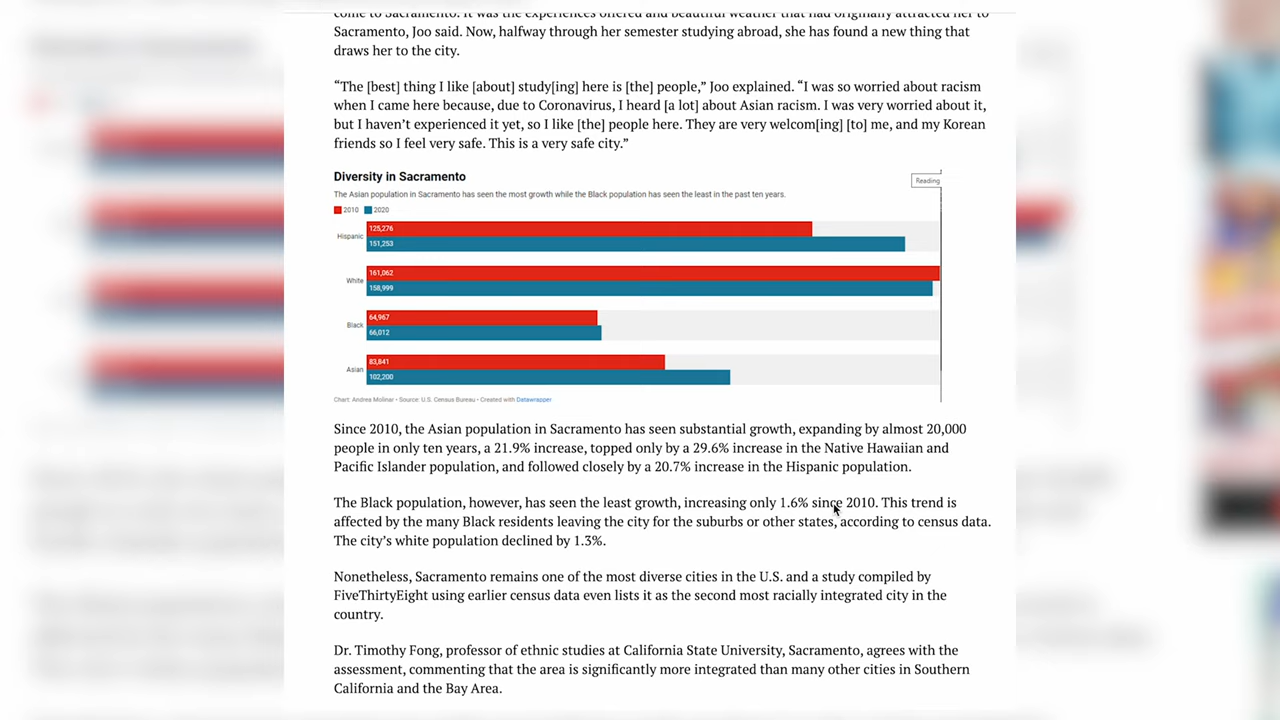 come to Sacramento. It was the experiences offered and beautiful weather that had originally attracted her to
Sacramento, Joo said. Now, halfway through her semester studying abroad, she has found a new thing that
draws her to the city.
“The [best] thing I like [about] study[ing] here is [the] people,” Joo explained. “I was so worried about racism
when I came here because, due to Coronavirus, I heard [a lot] about Asian racism. I was very worried about it,
but I haven’t experienced it yet, so I like [the] people here. They are very welcom[ing] [to] me, and my Korean
friends so I feel very safe. This is a very safe city.”
Diversity in Sacramento
Reading
The Asian population in Sacramento has seen the most growth while the Black population has seen the least in the past ten years.
2010 2020
Hispanic
125,276
151,253
White
161,062
158,999
Black
64,967
66,012
Asian
83,841
102,200
Chart: Andrea Molinar • Source: U.S. Census Bureau • Created with Datawrapper
Since 2010, the Asian population in Sacramento has seen substantial growth, expanding by almost 20,000
people in only ten years, a 21.9% increase, topped only by a 29.6% increase in the Native Hawaiian and
Pacific Islander population, and followed closely by a 20.7% increase in the Hispanic population.
The Black population, however, has seen the least growth, increasing only 1.6% since 2010. This trend is
affected by the many Black residents leaving the city for the suburbs or other states, according to census data.
The city’s white population declined by 1.3%.
Nonetheless, Sacramento remains one of the most diverse cities in the U.S. and a study compiled by
FiveThirtyEight using earlier census data even lists it as the second most racially integrated city in the
country.
Dr. Timothy Fong, professor of ethnic studies at California State University, Sacramento, agrees with the
assessment, commenting that the area is significantly more integrated than many other cities in Southern
California and the Bay Area.